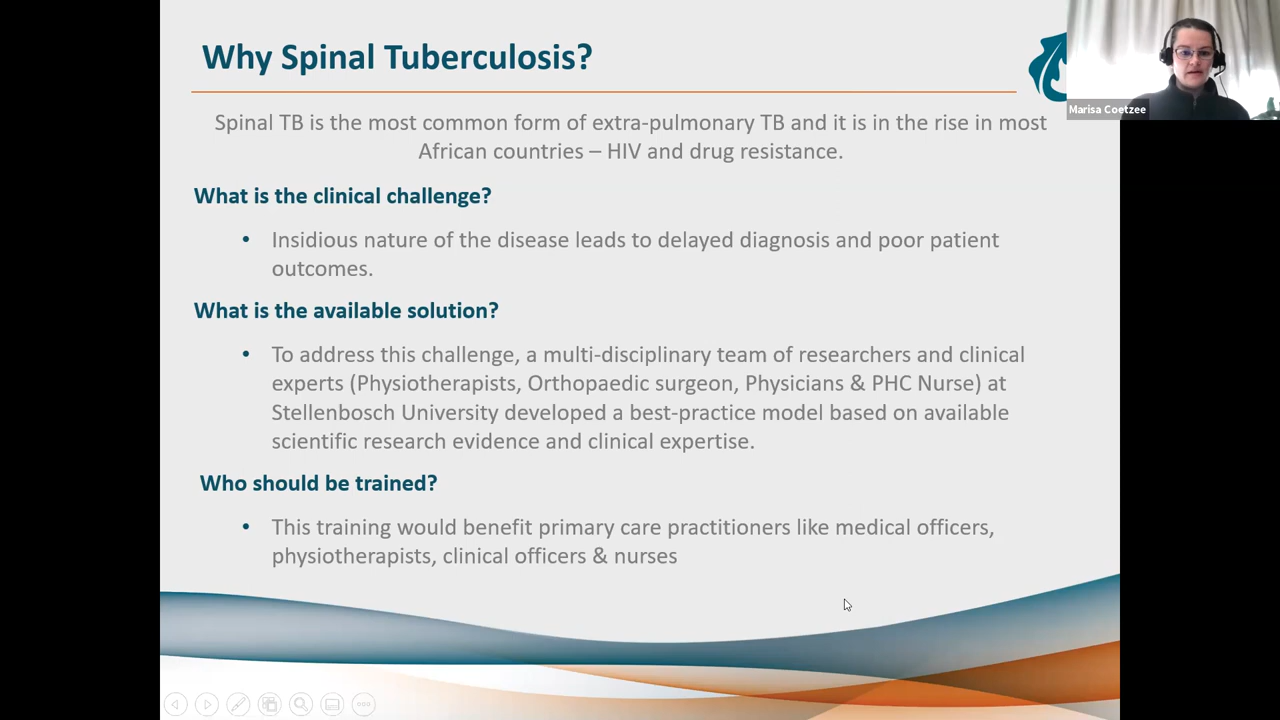 Why Spinal Tuberculosis?
Marisa Coetzee
Spinal TB is the most common form of extra-pulmonary TB and it is in the rise in most
African countries – HIV and drug resistance.
What is the clinical challenge?
• Insidious nature of the disease leads to delayed diagnosis and poor patient
outcomes.
What is the available solution?
• To address this challenge, a multi-disciplinary team of researchers and clinical
experts (Physiotherapists, Orthopaedic surgeon, Physicians & PHC Nurse) at
Stellenbosch University developed a best-practice model based on available
scientific research evidence and clinical expertise.
Who should be trained?
• This training would benefit primary care practitioners like medical officers,
physiotherapists, clinical officers & nurses